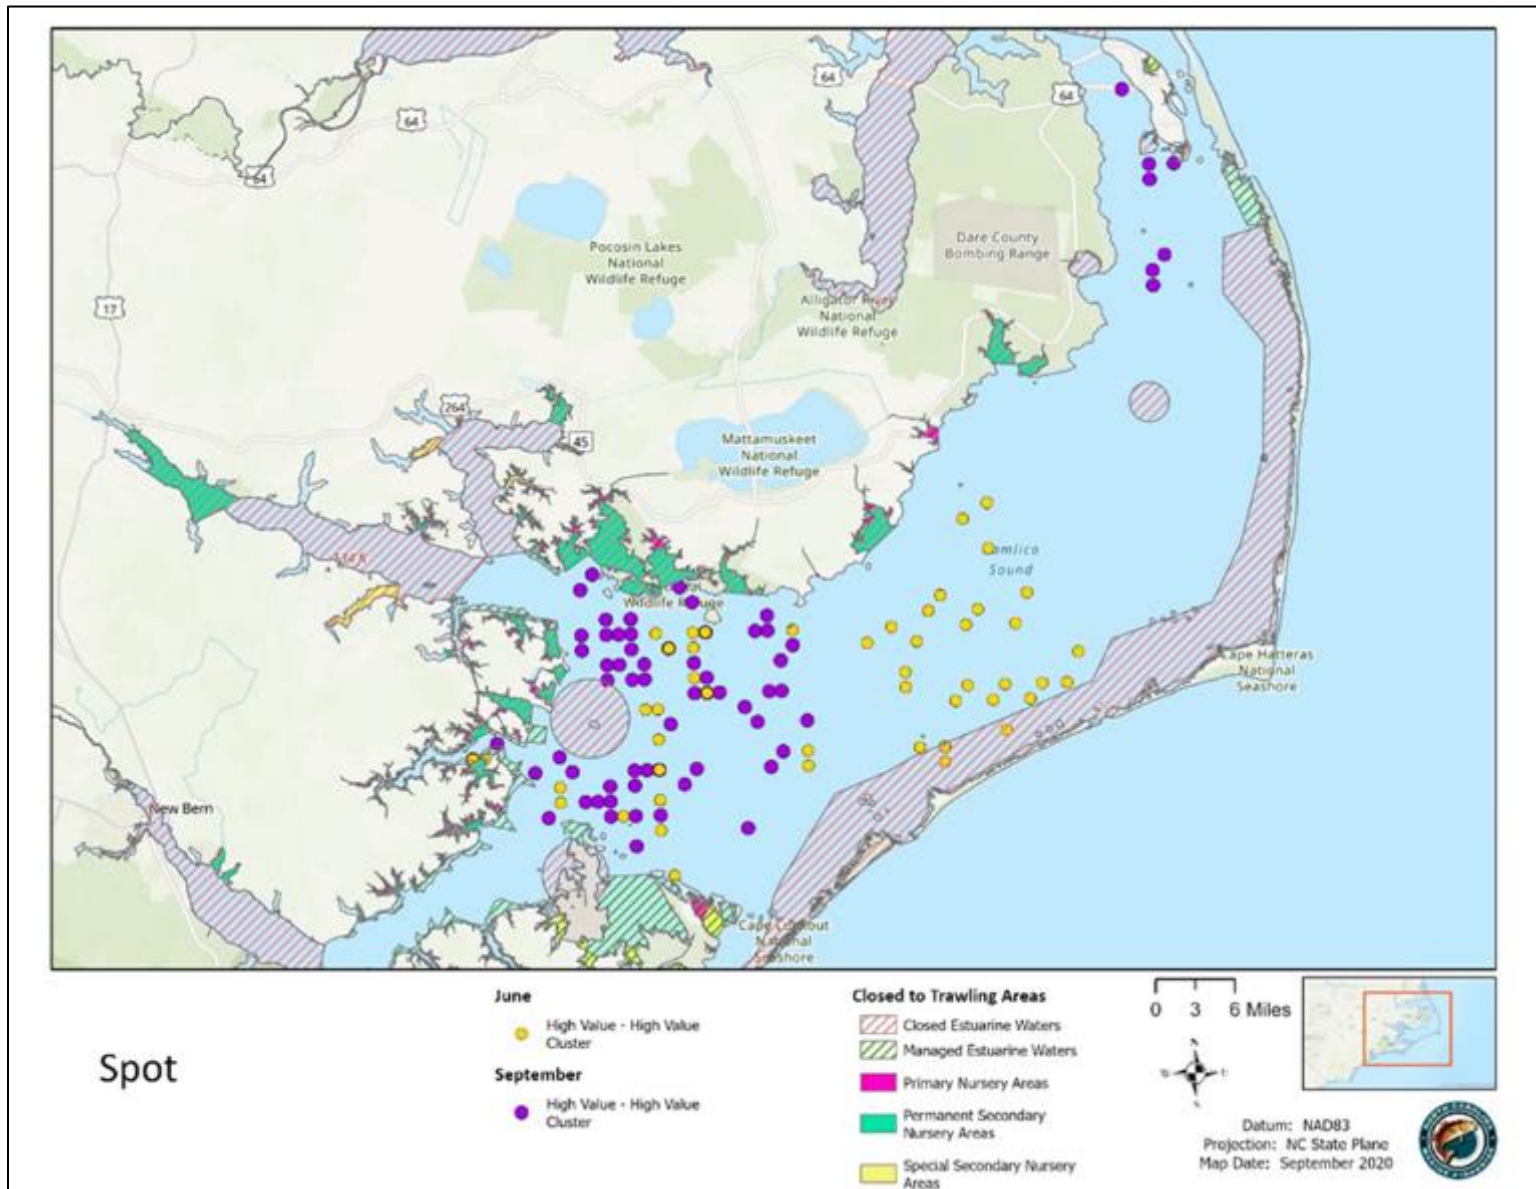 64
64
64
64
Pocosin Lakes
National
Wildlife Refuge
Dare County
Bombing Range
17
Alligator River
National
Wildlife Refuge
264
45
Mattamuskeet
National
Wildlife Refuge
Sound
Wildlife Refuge
Cape Hatteras
National
Seashore
New Bern
Cape Lookout
National
Seashore
Spot
June
High Value - High Value
Cluster
September
High Value - High Value
Cluster
Closed to Trawling Areas
Closed Estuarine Waters
Managed Estuarine Waters
Primary Nursery Areas
Permanent Secondary
Nursery Areas
Special Secondary Nursery
Areas
0 3 6 Miles
Datum: NAD83
Projection: NC State Plane
Map Date: September 2020